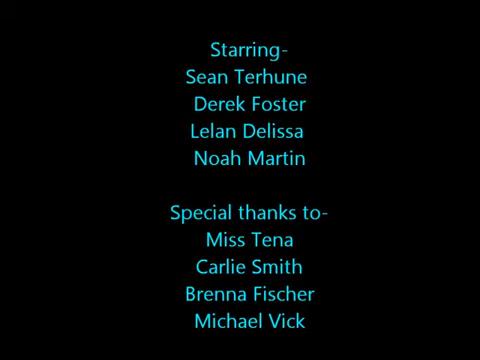 Starring-
Sean Terhune
Derek Foster
Lelan Delissa
Noah Martin
Special thanks to-
Miss Tena
Carlie Smith
Brenna Fischer
Michael Vick